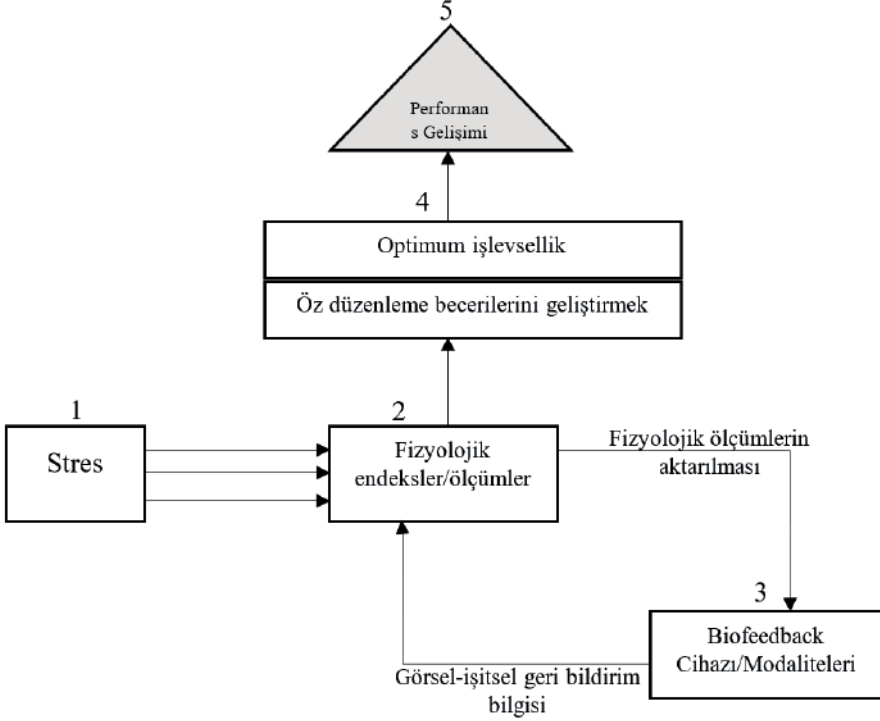 5
Performan
s Gelişimi
4
Optimum işlevsellik
Öz düzenleme becerilerini geliştirmek
1
Stres
2
Fizyolojik
endeksler/ölçümler
Fizyolojik ölçümlerin
aktarılması
3
Biofeedback
Cihazı/Modaliteleri
Görsel-işitsel geri bildirim
bilgisi